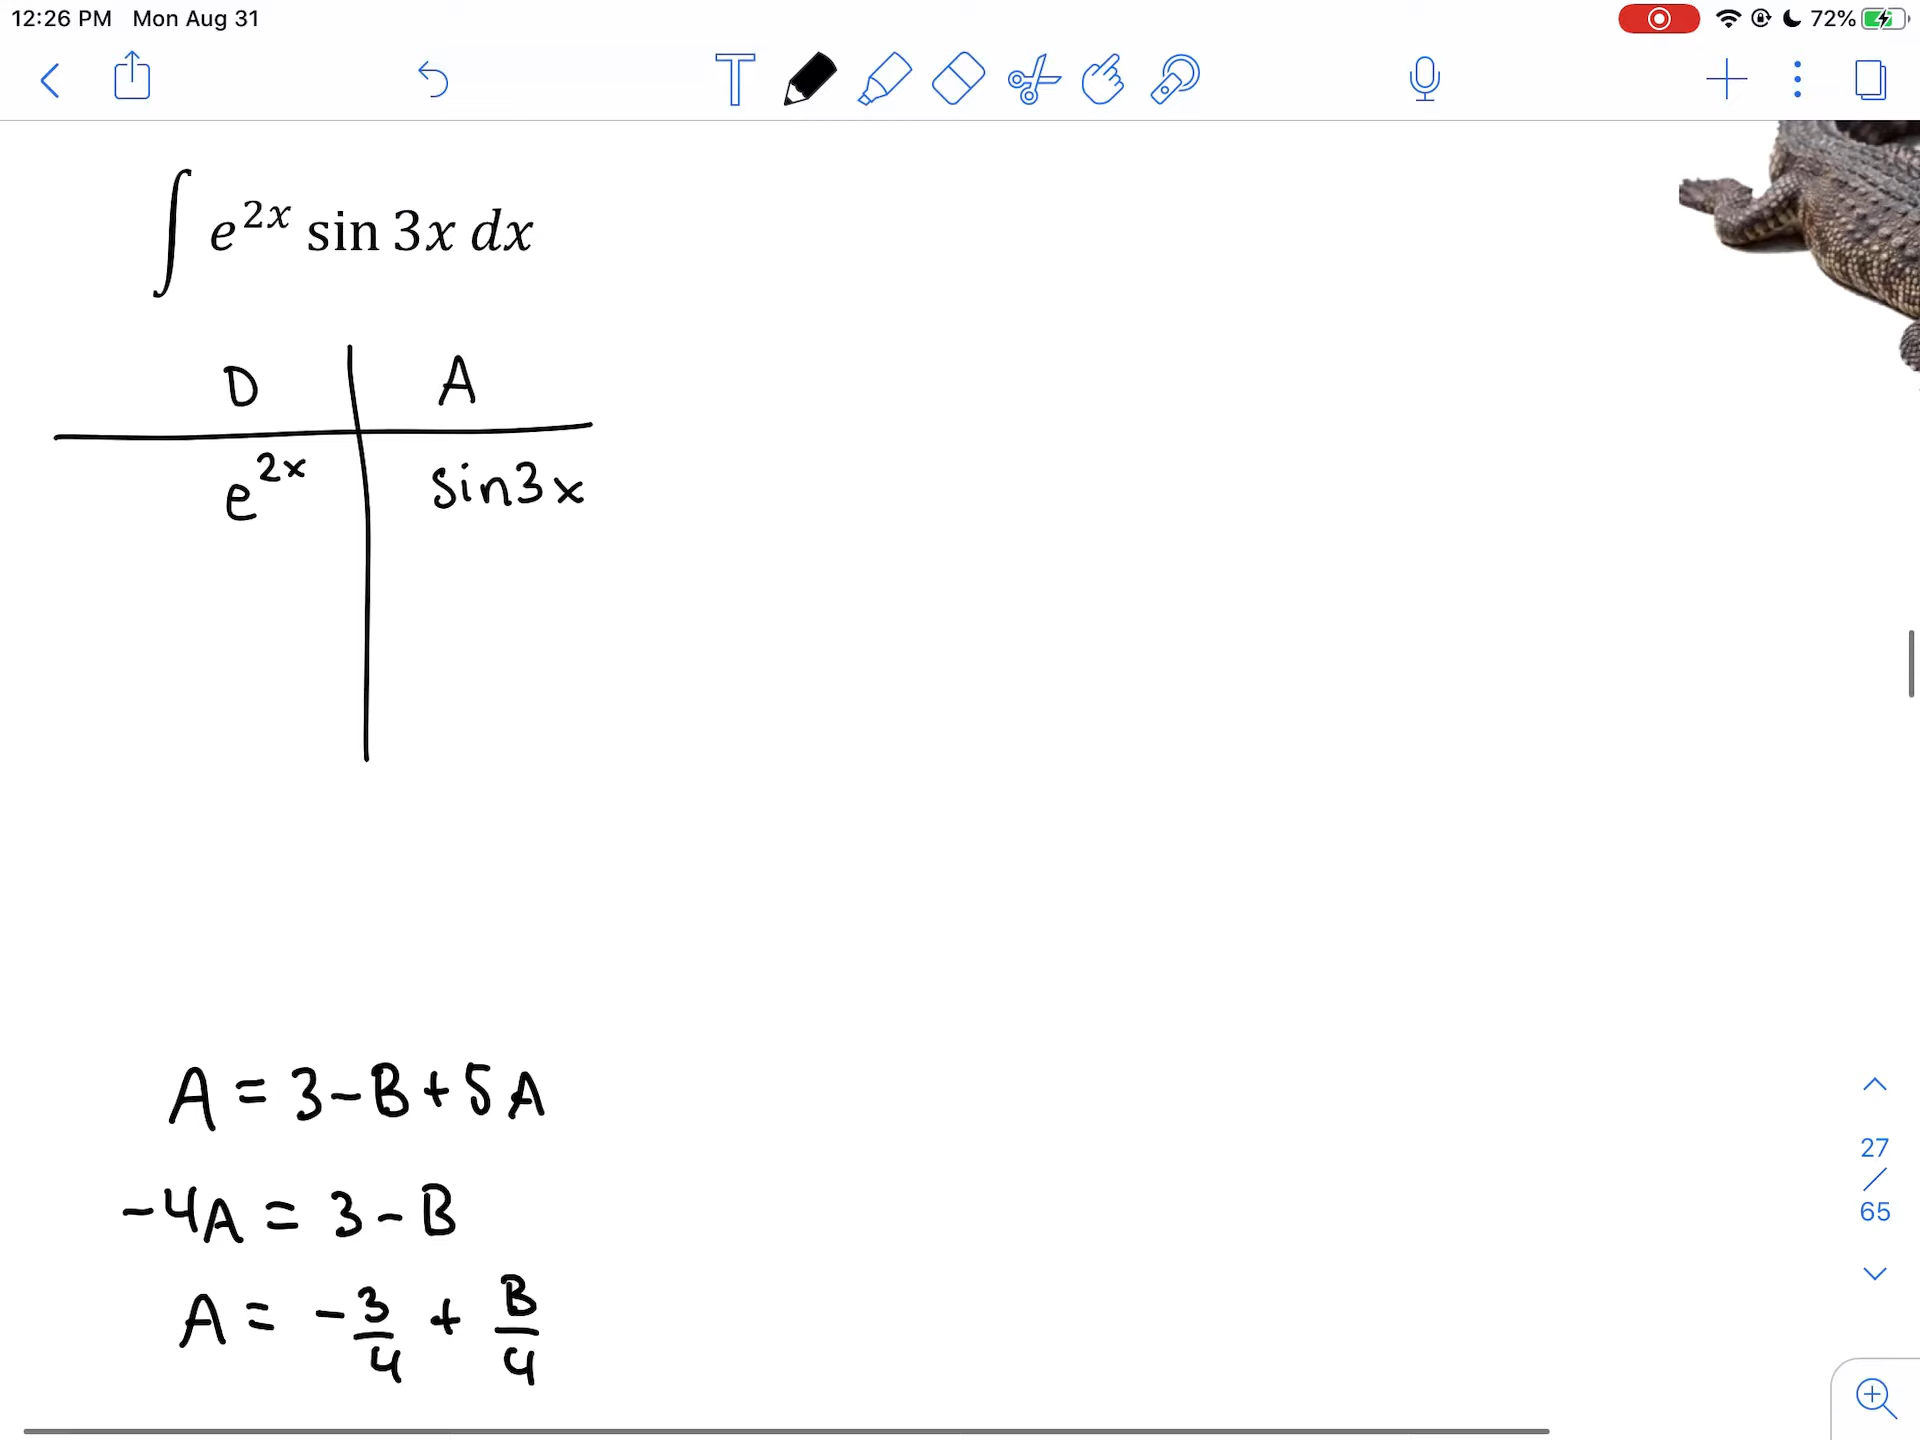 12:26 PM Mon Aug 31 72%
T
∫ e^{2x} sin 3x dx
D A
e^{2x} sin3x
A = 3 - B + 5A
-4A = 3 - B
A = -3/4 + B/4
27
/
65